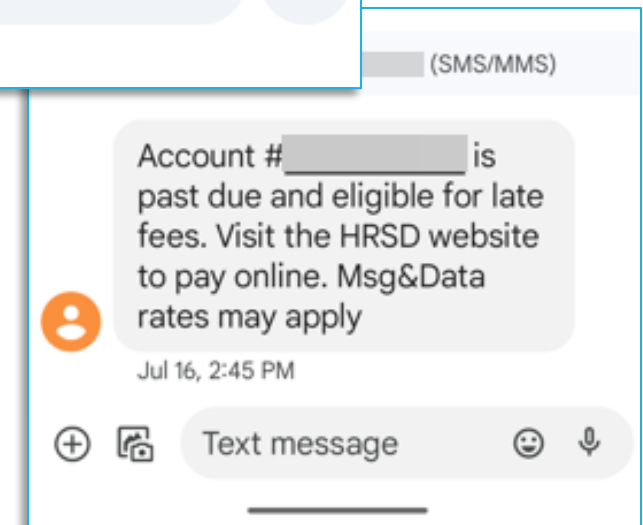 (SMS/MMS)
Account # is
past due and eligible for late
fees. Visit the HRSD website
to pay online. Msg&Data
rates may apply
Jul 16, 2:45 PM
Text message